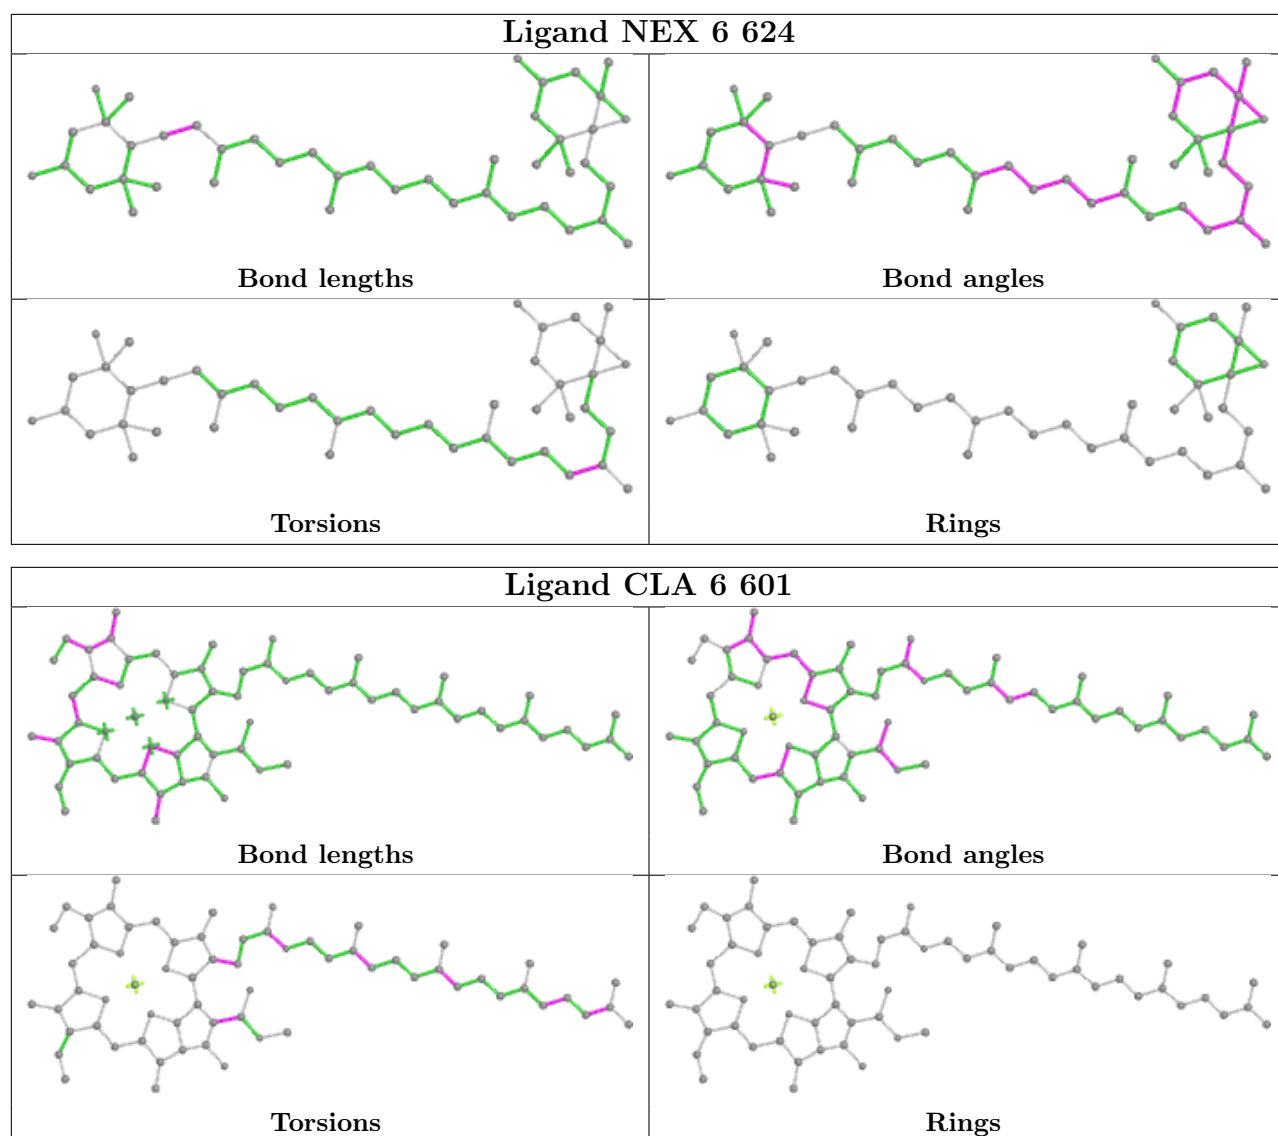 Ligand NEX 6 624
Bond lengths
Bond angles
Torsions
Rings
Ligand CLA 6 601
Bond lengths
Bond angles
Torsions
Rings